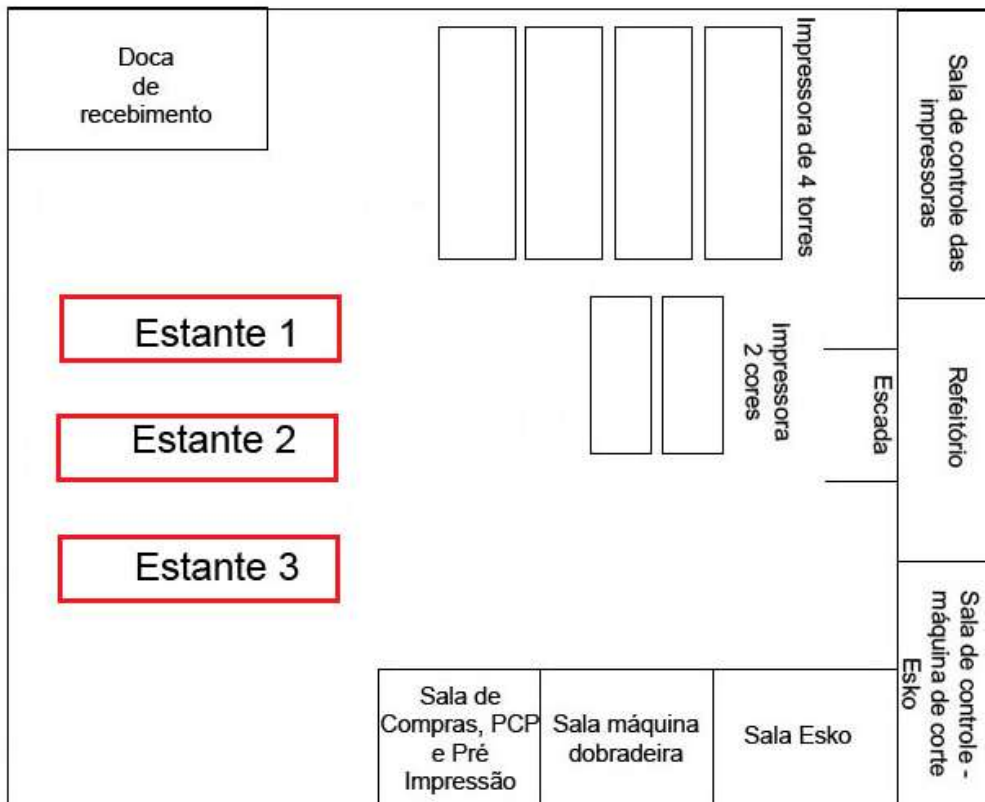 Doca
de
recebimento
Impressora de 4 torres
Sala de controle das
impressoras
Estante 1
Estante 2
Estante 3
Impressora
2 cores
Escada
Refeitório
Sala de
Compras, PCP
e Pré
Impressão
Sala máquina
dobradeira
Sala Esko
Sala de controle -
máquina de corte
Esko